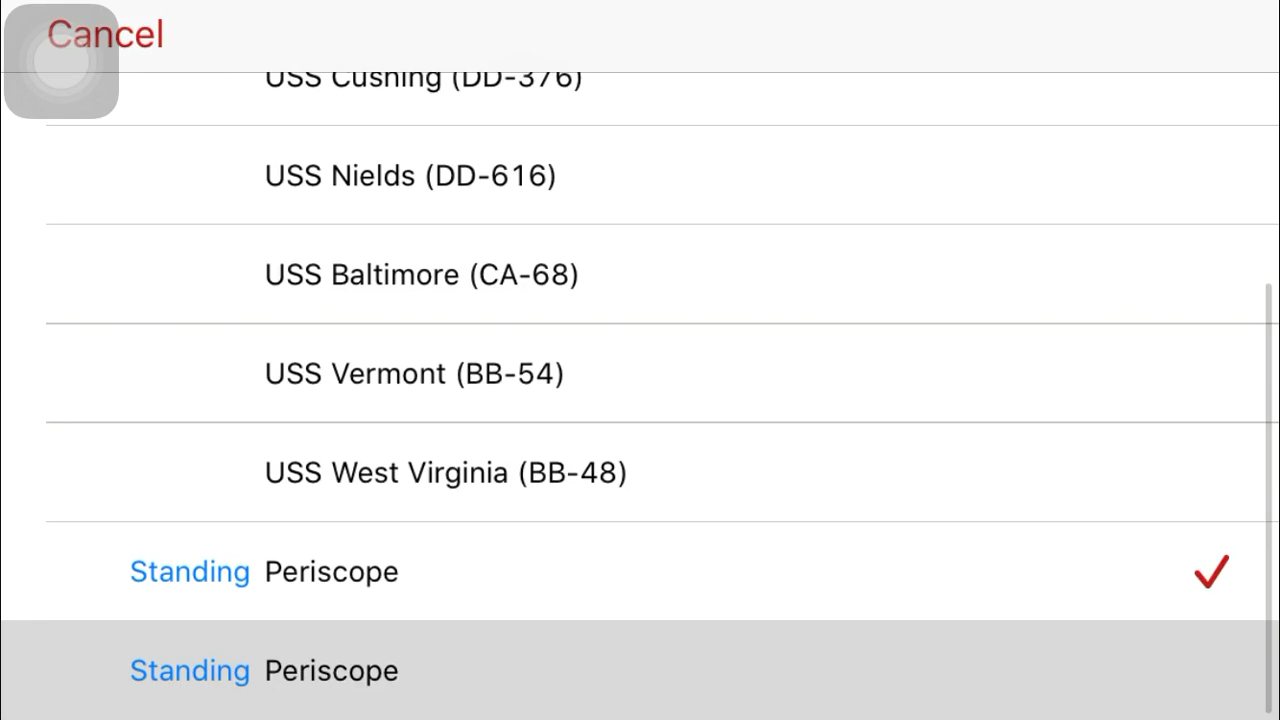 Cancel
USS Cushing (DD-376)
USS Nields (DD-616)
USS Baltimore (CA-68)
USS Vermont (BB-54)
USS West Virginia (BB-48)
Standing Periscope
Standing Periscope